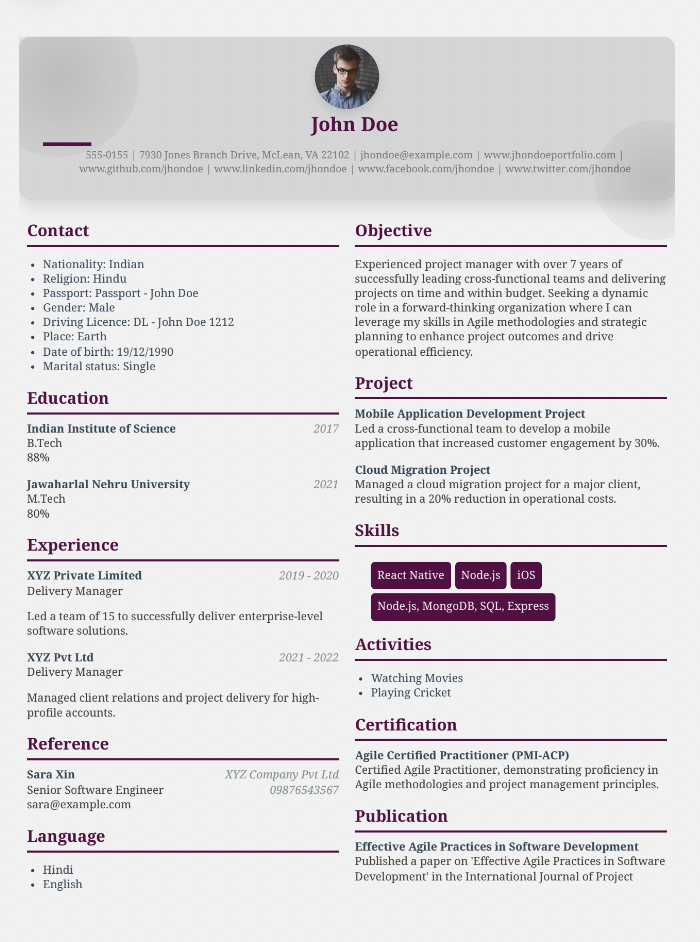 John Doe
555-0155 | 7930 Jones Branch Drive, McLean, VA 22102 | jhondoe@example.com | www.jhondoeportfolio.com |
www.github.com/jhondoe | www.linkedin.com/jhondoe | www.facebook.com/jhondoe | www.twitter.com/jhondoe
Contact
• Nationality: Indian
• Religion: Hindu
• Passport: Passport - John Doe
• Gender: Male
• Driving Licence: DL - John Doe 1212
• Place: Earth
• Date of birth: 19/12/1990
• Marital status: Single
Education
Indian Institute of Science 2017
B.Tech
88%
Jawaharlal Nehru University 2021
M.Tech
80%
Experience
XYZ Private Limited 2019 - 2020
Delivery Manager
Led a team of 15 to successfully deliver enterprise-level
software solutions.
XYZ Pvt Ltd 2021 - 2022
Delivery Manager
Managed client relations and project delivery for high-
profile accounts.
Reference
Sara Xin XYZ Company Pvt Ltd
Senior Software Engineer 09876543567
sara@example.com
Language
• Hindi
• English
Objective
Experienced project manager with over 7 years of
successfully leading cross-functional teams and delivering
projects on time and within budget. Seeking a dynamic
role in a forward-thinking organization where I can
leverage my skills in Agile methodologies and strategic
planning to enhance project outcomes and drive
operational efficiency.
Project
Mobile Application Development Project
Led a cross-functional team to develop a mobile
application that increased customer engagement by 30%.
Cloud Migration Project
Managed a cloud migration project for a major client,
resulting in a 20% reduction in operational costs.
Skills
React Native Node.js iOS
Node.js, MongoDB, SQL, Express
Activities
• Watching Movies
• Playing Cricket
Certification
Agile Certified Practitioner (PMI-ACP)
Certified Agile Practitioner, demonstrating proficiency in
Agile methodologies and project management principles.
Publication
Effective Agile Practices in Software Development
Published a paper on 'Effective Agile Practices in Software
Development' in the International Journal of Project